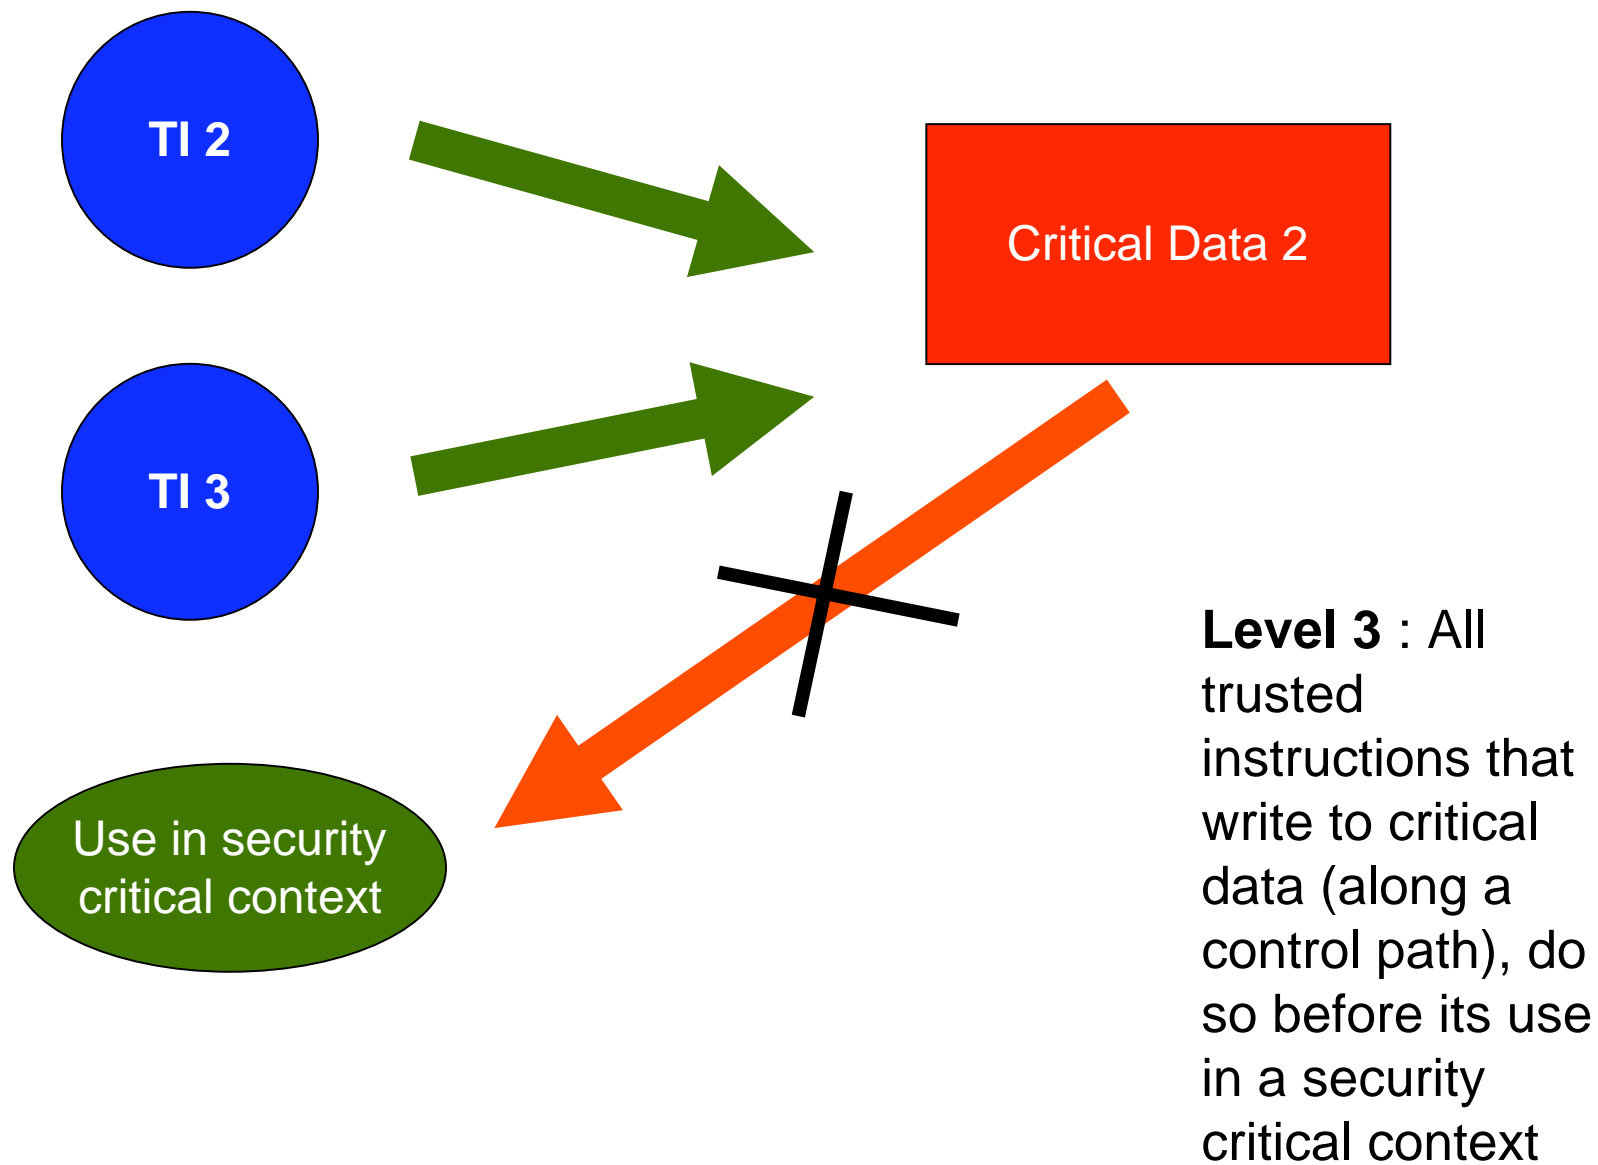 TI 2
Critical Data 2
TI 3
Use in security
critical context
Level 3 : All
trusted
instructions that
write to critical
data (along a
control path), do
so before its use
in a security
critical context